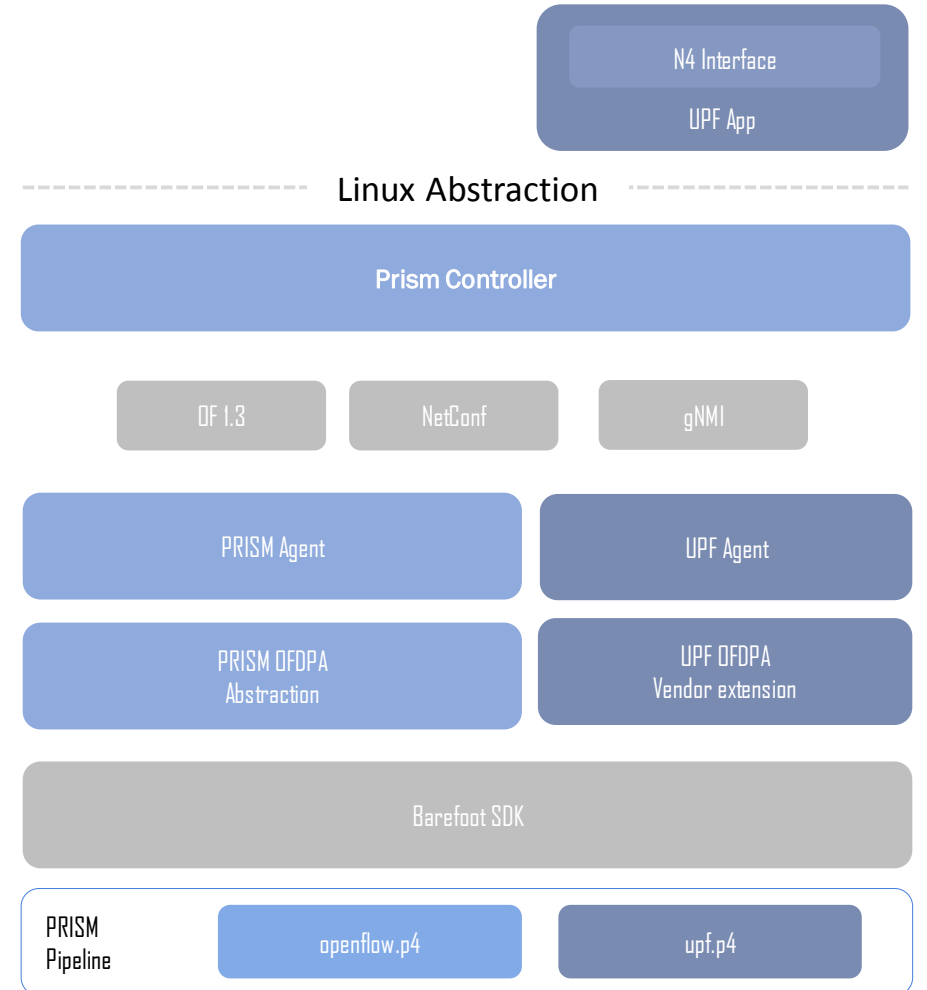 N4 Interface
UPF App
Linux Abstraction
Prism Controller
OF 1.3
NetConf
gNMI
PRISM Agent
UPF Agent
PRISM OFDPA
Abstraction
UPF OFDPA
Vendor extension
Barefoot SDK
PRISM
Pipeline
openflow.p4
upf.p4